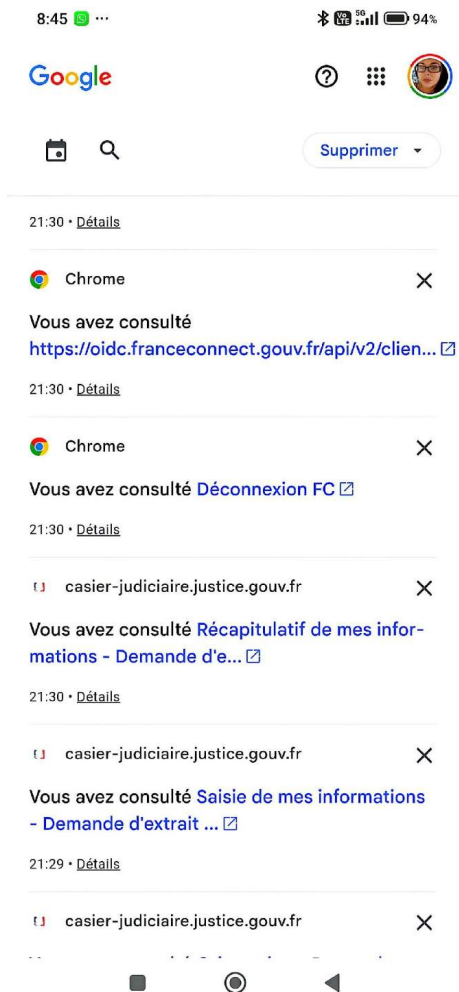 8:45 ...
Vo LTE 5G 94%
Google
Supprimer
21:30 • Détails
Chrome
Vous avez consulté
https://oidc.franceconnect.gouv.fr/api/v2/clien...
21:30 • Détails
Chrome
Vous avez consulté Déconnexion FC
21:30 • Détails
casier-judiciaire.justice.gouv.fr
Vous avez consulté Récapitulatif de mes infor-
mations - Demande d'e...
21:30 • Détails
casier-judiciaire.justice.gouv.fr
Vous avez consulté Saisie de mes informations
- Demande d'extrait ...
21:29 • Détails
casier-judiciaire.justice.gouv.fr